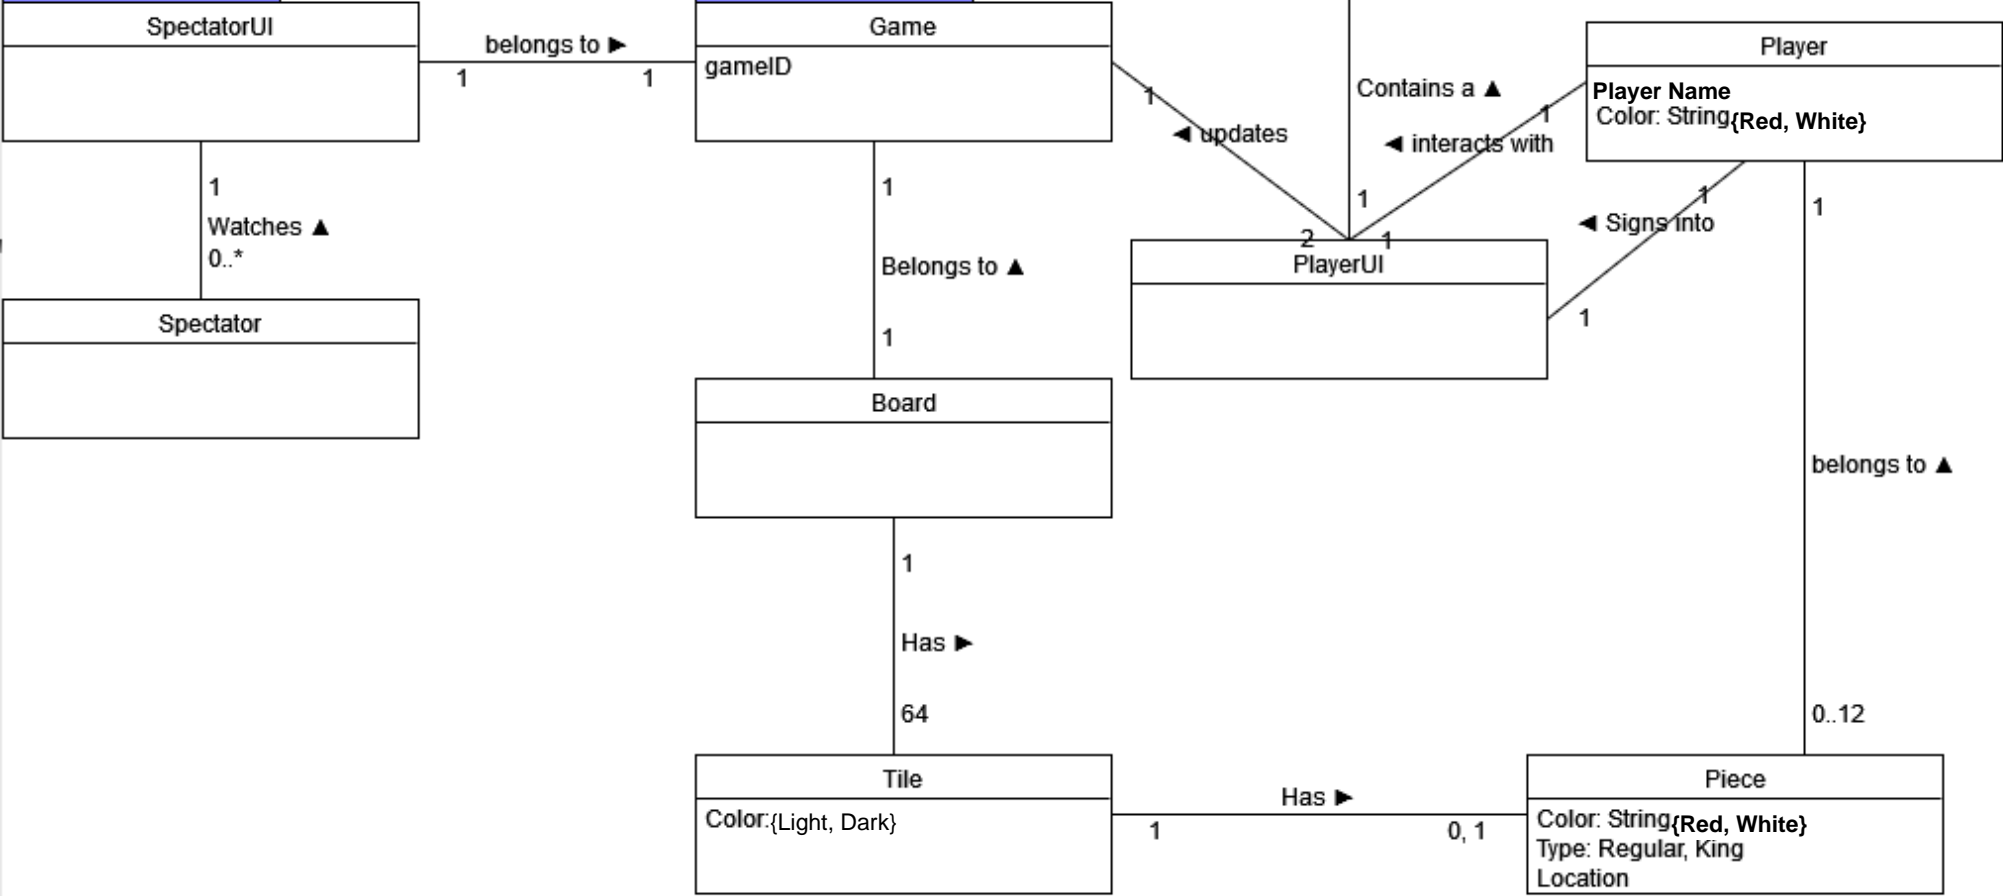 SpectatorUI
belongs to ►
1
1
Game
gameID
Contains a ▲
1
Player
Player Name
Color: String{Red, White}
1
◄ updates
2
1
◄ interacts with
1
1
◄ Signs into
1
1
Watches ▲
0..*
Spectator
1
Belongs to ▲
1
PlayerUI
Board
1
belongs to ▲
0..12
1
Has ►
64
Tile
Color:{Light, Dark}
Has ►
1
0, 1
Piece
Color: String{Red, White}
Type: Regular, King
Location